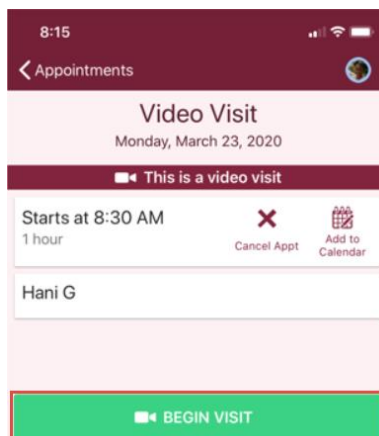 8:15
Appointments
Video Visit
Monday, March 23, 2020
This is a video visit
Starts at 8:30 AM
1 hour
Cancel Appt
Add to
Calendar
Hani G
BEGIN VISIT